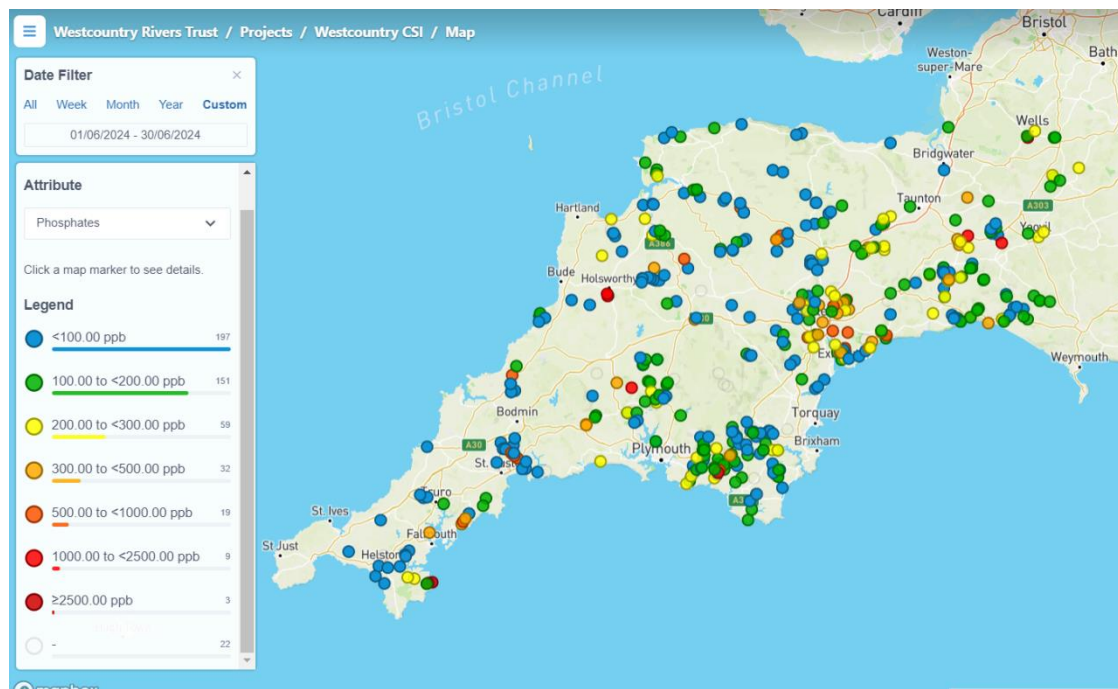 Westcountry Rivers Trust / Projects / Westcountry CSI / Map
Date Filter ×
All Week Month Year Custom
01/06/2024 - 30/06/2024
Attribute
Phosphates
Click a map marker to see details.
Legend
<100.00 ppb 197
100.00 to <200.00 ppb 151
200.00 to <300.00 ppb 59
300.00 to <500.00 ppb 32
500.00 to <1000.00 ppb 19
1000.00 to <2500.00 ppb 9
≥2500.00 ppb 3
- 22
Cardiff
Bristol
Bath
Weston-
super-Mare
Bristol Channel
Wells
Bridgwater
Taunton
A303
Hartland
Bude
Holsworthy
Weymouth
Torquay
Brixham
Bodmin
Plymouth
A30
Truro
St. Ives
St Just
Falmouth
Helston
mapbox